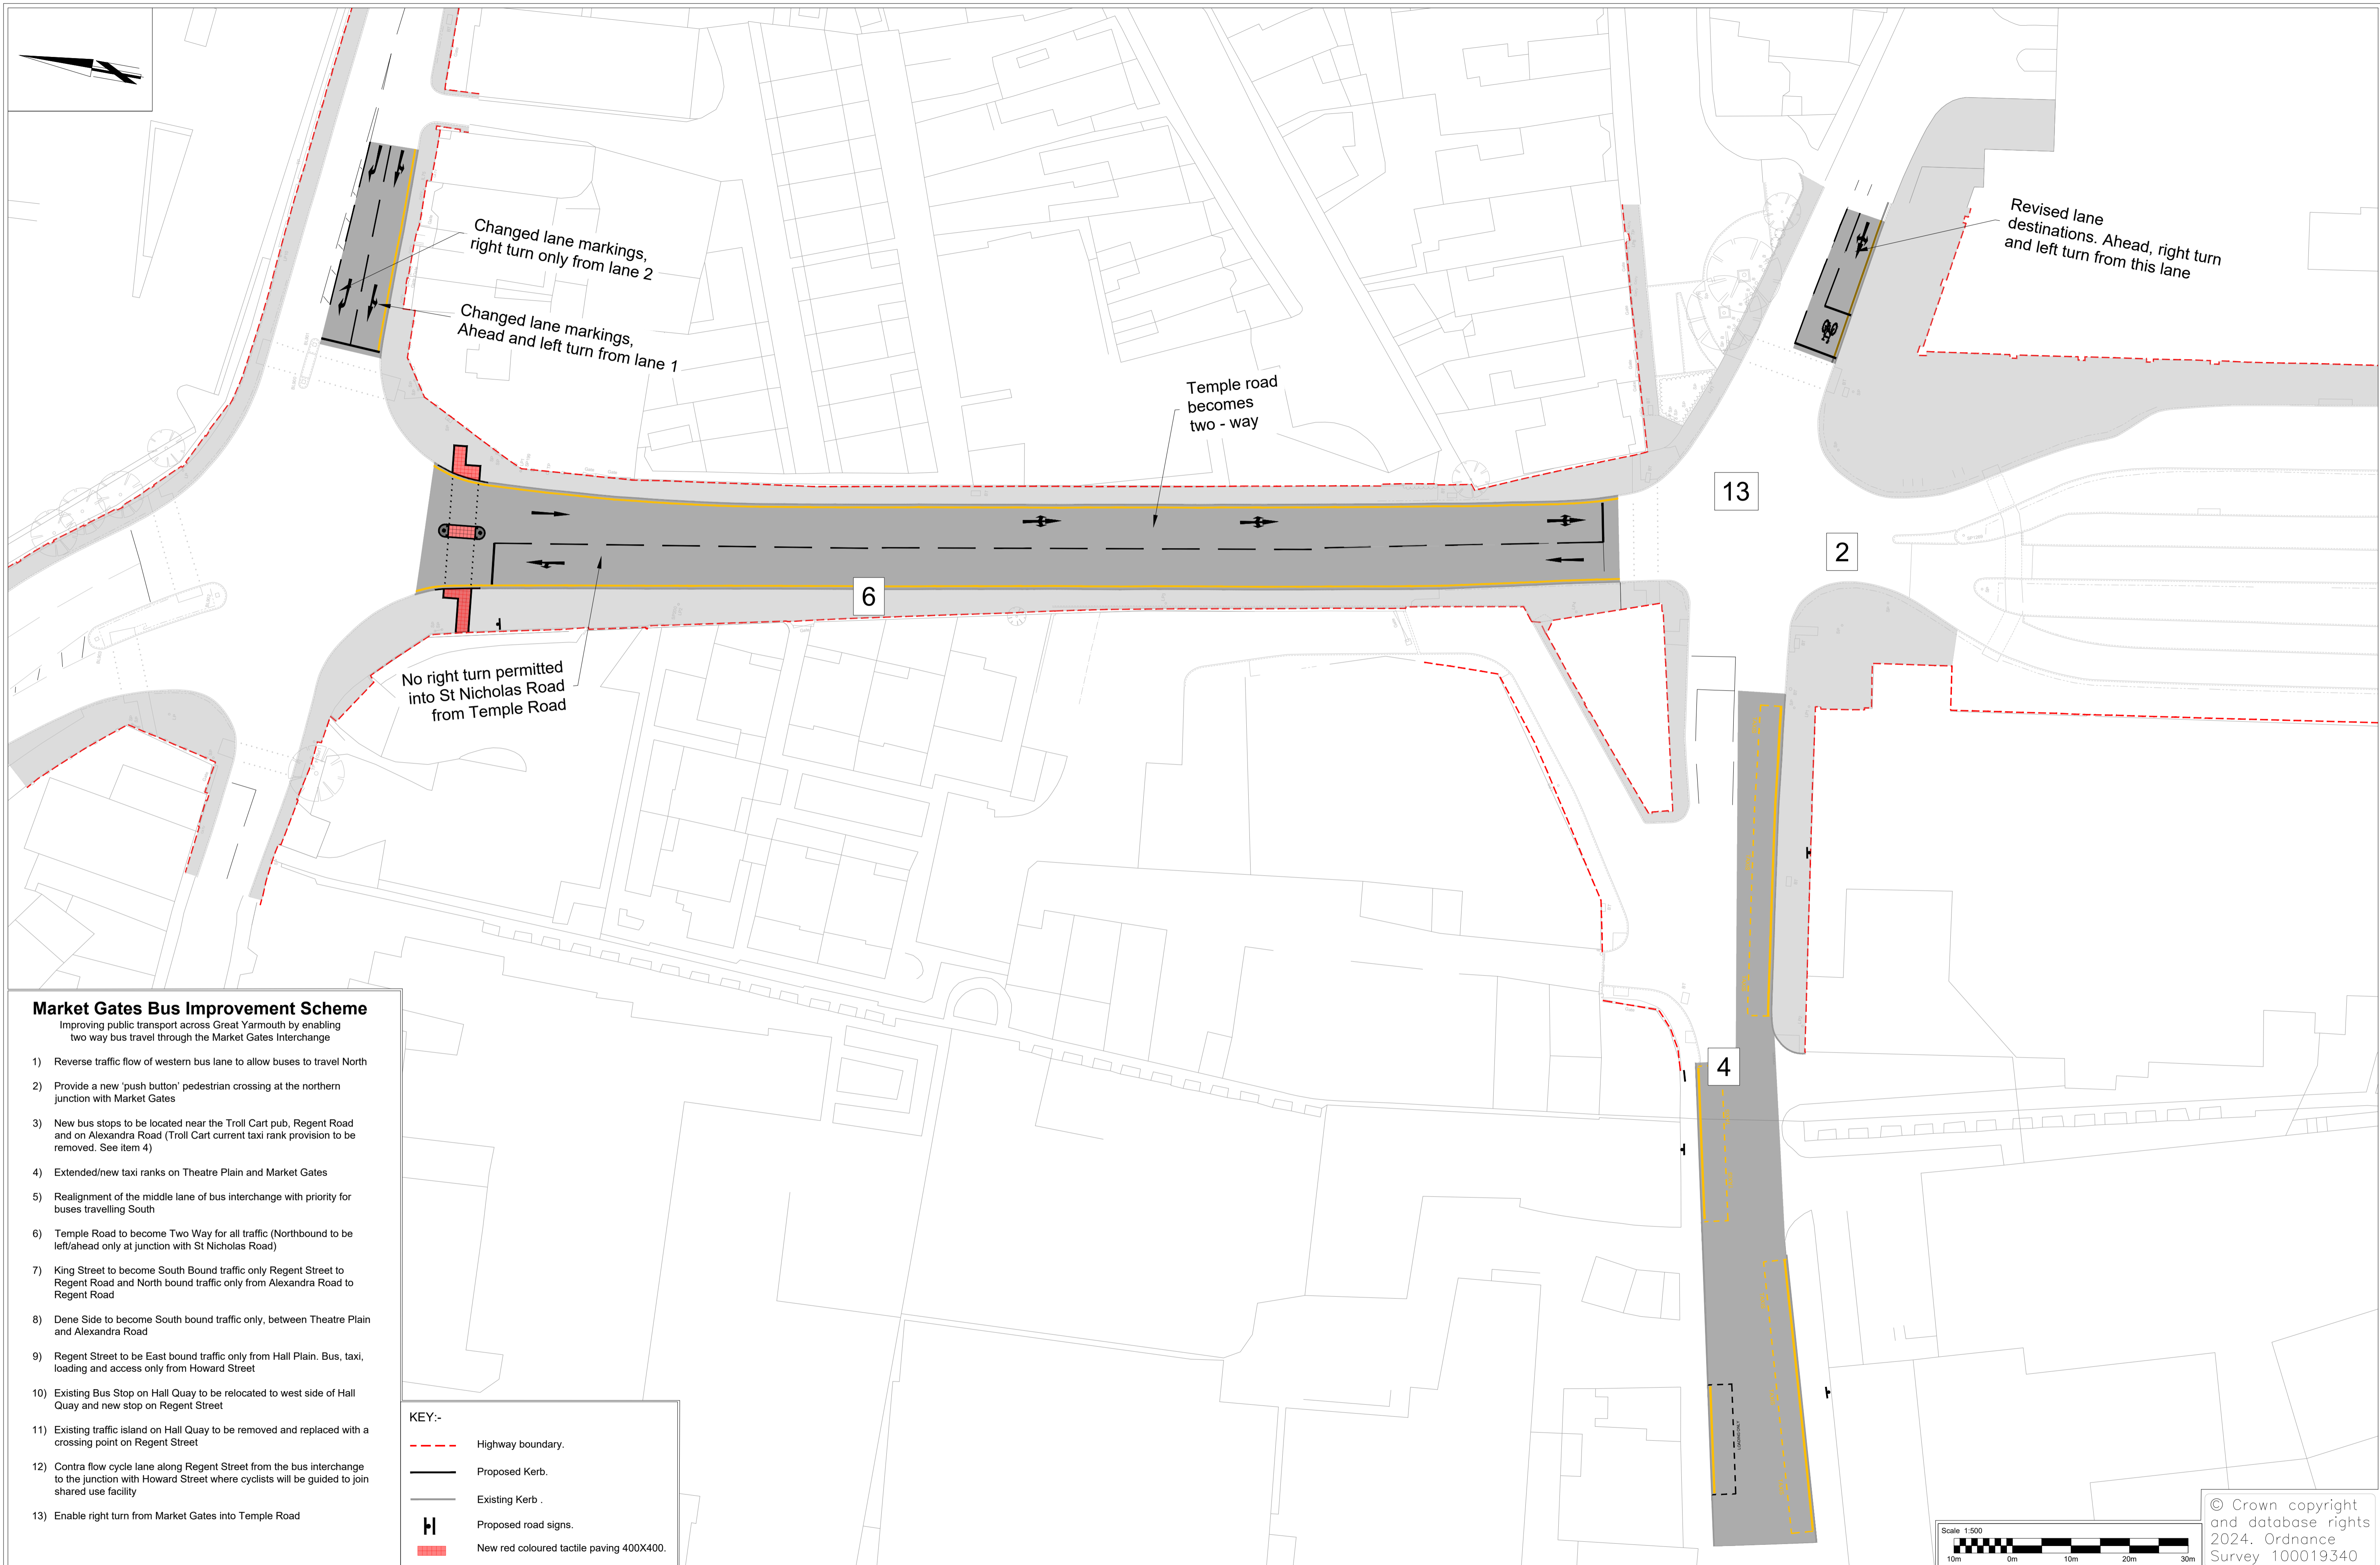 Changed lane markings,
right turn only from lane 2
Changed lane markings,
Ahead and left turn from lane 1
Temple road
becomes
two - way
Revised lane
destinations. Ahead, right turn
and left turn from this lane
13
2
6
No right turn permitted
into St Nicholas Road
from Temple Road
4
LOADING ONLY
Market Gates Bus Improvement Scheme
Improving public transport across Great Yarmouth by enabling
two way bus travel through the Market Gates Interchange
1) Reverse traffic flow of western bus lane to allow buses to travel North
2) Provide a new ‘push button’ pedestrian crossing at the northern
junction with Market Gates
3) New bus stops to be located near the Troll Cart pub, Regent Road
and on Alexandra Road (Troll Cart current taxi rank provision to be
removed. See item 4)
4) Extended/new taxi ranks on Theatre Plain and Market Gates
5) Realignment of the middle lane of bus interchange with priority for
buses travelling South
6) Temple Road to become Two Way for all traffic (Northbound to be
left/ahead only at junction with St Nicholas Road)
7) King Street to become South Bound traffic only Regent Street to
Regent Road and North bound traffic only from Alexandra Road to
Regent Road
8) Dene Side to become South bound traffic only, between Theatre Plain
and Alexandra Road
9) Regent Street to be East bound traffic only from Hall Plain. Bus, taxi,
loading and access only from Howard Street
10) Existing Bus Stop on Hall Quay to be relocated to west side of Hall
Quay and new stop on Regent Street
11) Existing traffic island on Hall Quay to be removed and replaced with a
crossing point on Regent Street
12) Contra flow cycle lane along Regent Street from the bus interchange
to the junction with Howard Street where cyclists will be guided to join
shared use facility
13) Enable right turn from Market Gates into Temple Road
KEY:-
Highway boundary.
Proposed Kerb.
Existing Kerb .
Proposed road signs.
New red coloured tactile paving 400X400.
Scale 1:500
10m 0m 10m 20m 30m
© Crown copyright
and database rights
2024. Ordnance
Survey 100019340